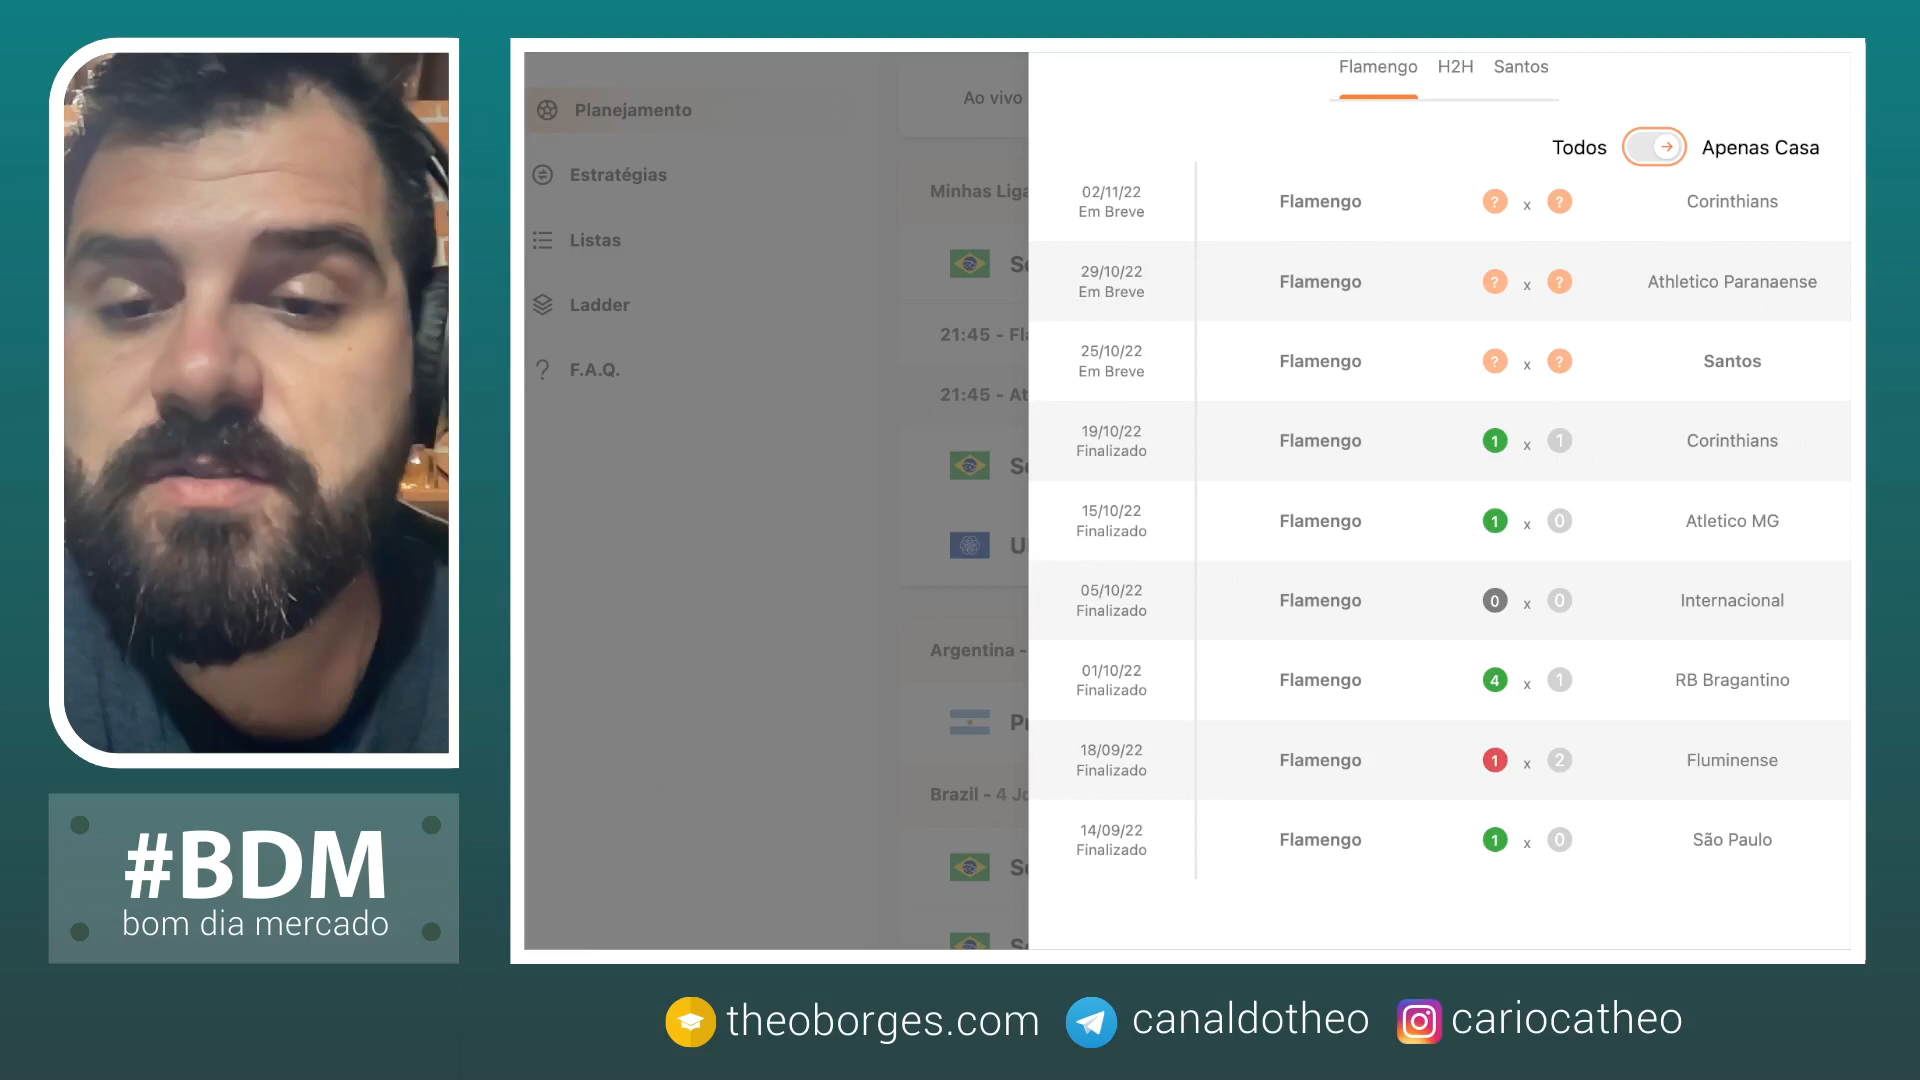 Planejamento
Estratégias
Listas
Ladder
F.A.Q.
Ao vivo
Minhas Liga
21:45 - Fl
21:45 - At
Argentina -
Brazil - 4 Jo
Flamengo H2H Santos
Todos Apenas Casa
02/11/22
Em Breve
Flamengo ? x ? Corinthians
29/10/22
Em Breve
Flamengo ? x ? Athletico Paranaense
25/10/22
Em Breve
Flamengo ? x ? Santos
19/10/22
Finalizado
Flamengo 1 x 1 Corinthians
15/10/22
Finalizado
Flamengo 1 x 0 Atletico MG
05/10/22
Finalizado
Flamengo 0 x 0 Internacional
01/10/22
Finalizado
Flamengo 4 x 1 RB Bragantino
18/09/22
Finalizado
Flamengo 1 x 2 Fluminense
14/09/22
Finalizado
Flamengo 1 x 0 São Paulo
#BDM
bom dia mercado
theoborges.com canaldotheo cariocatheo